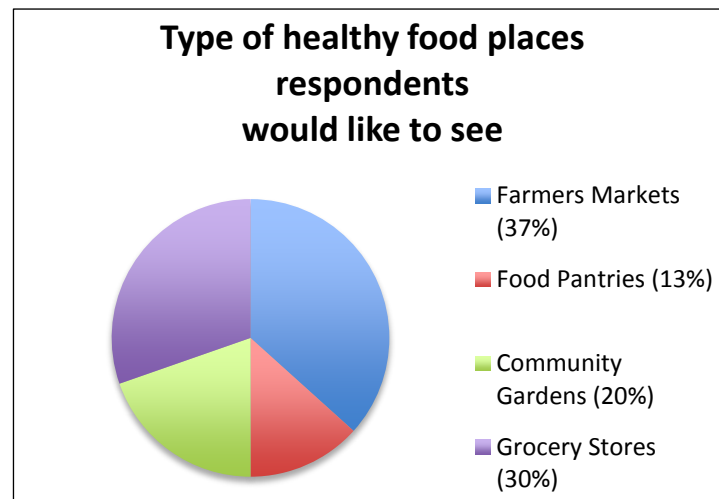 Type of healthy food places
respondents
would like to see
Farmers Markets
(37%)
Food Pantries (13%)
Community
Gardens (20%)
Grocery Stores
(30%)